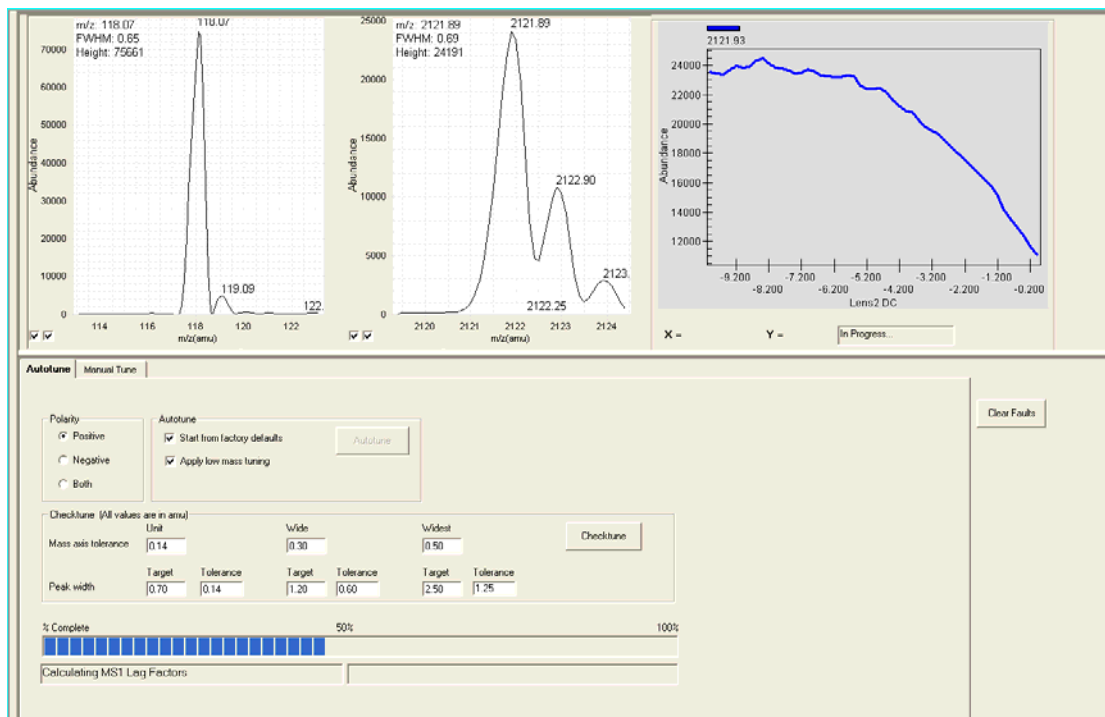 m/z: 118.07
FWHM: 0.65
Height: 75661
118.07
70000
60000
50000
40000
30000
20000
10000
0
Abundance
119.09
122.
114 116 118 120 122
m/z(amu)
m/z: 2121.89
FWHM: 0.69
Height: 24191
2121.89
25000
20000
15000
10000
5000
0
Abundance
2122.90
2122.25
2123.
2120 2121 2122 2123 2124
m/z(amu)
2121.93
24000
22000
20000
18000
16000
14000
12000
Abundance
-9.200 -7.200 -5.200 -3.200 -1.200 -0.200
-8.200 -6.200 -4.200 -2.200
Lens2 DC
X = Y = In Progress...
Autotune Manual Tune
Clear Faults
Polarity
Positive
Negative
Both
Autotune
Start from factory defaults
Apply low mass tuning
Autotune
Checktune (All values are in amu)
Unit Wide Widest
Mass axis tolerance 0.14 0.30 0.50
Checktune
Target Tolerance Target Tolerance Target Tolerance
Peak width 0.70 0.14 1.20 0.60 2.50 1.25
% Complete 50% 100%
Calculating MS1 Lag Factors